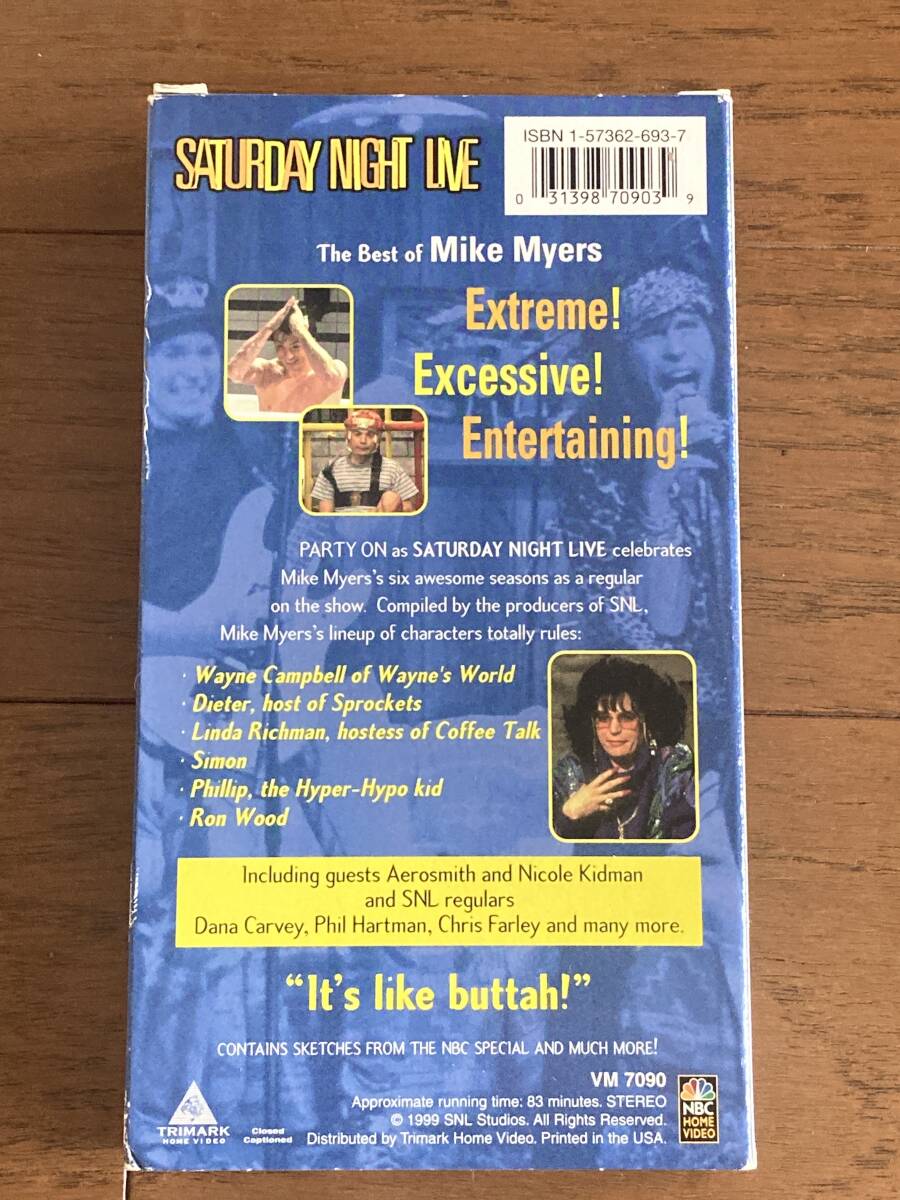 SATURDAY NIGHT LIVE
ISBN 1-57362-693-7
0 31398 70903 9
The Best of Mike Myers
Extreme!
Excessive!
Entertaining!
PARTY ON as SATURDAY NIGHT LIVE celebrates
Mike Myers's six awesome seasons as a regular
on the show. Compiled by the producers of SNL,
Mike Myers's lineup of characters totally rules:
· Wayne Campbell of Wayne's World
· Dieter, host of Sprockets
· Linda Richman, hostess of Coffee Talk
· Simon
· Phillip, the Hyper-Hypo kid
· Ron Wood
Including guests Aerosmith and Nicole Kidman
and SNL regulars
Dana Carvey, Phil Hartman, Chris Farley and many more.
"It's like buttah!"
CONTAINS SKETCHES FROM THE NBC SPECIAL AND MUCH MORE!
VM 7090
Approximate running time: 83 minutes. STEREO
© 1999 SNL Studios. All Rights Reserved.
Distributed by Trimark Home Video. Printed in the USA.
TRIMARK
HOME VIDEO
Closed
Captioned
NBC
HOME
VIDEO